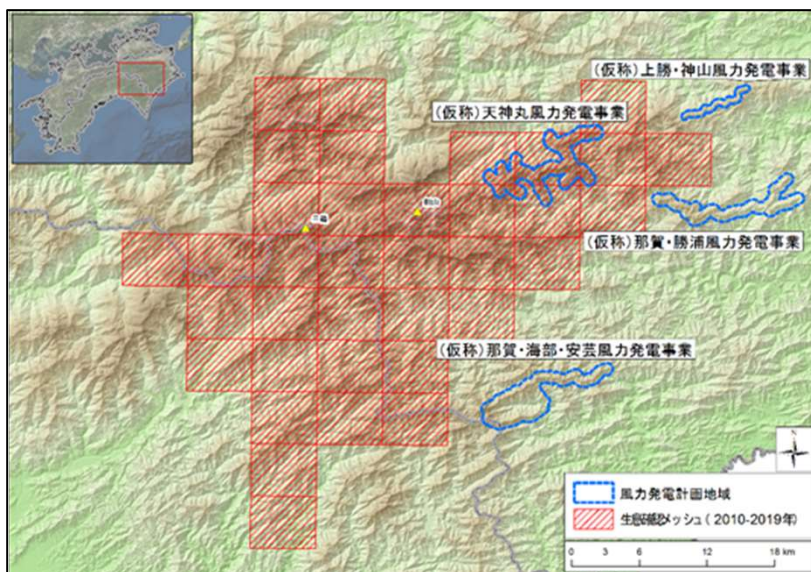 (仮称)上勝・神山風力発電事業
(仮称)天神丸風力発電事業
剣山
三嶺
(仮称)那賀・勝浦風力発電事業
(仮称)那賀・海部・安芸風力発電事業
風力発電計画地域
生息確認メッシュ(2010-2019年)
0 3 6 12 18 km